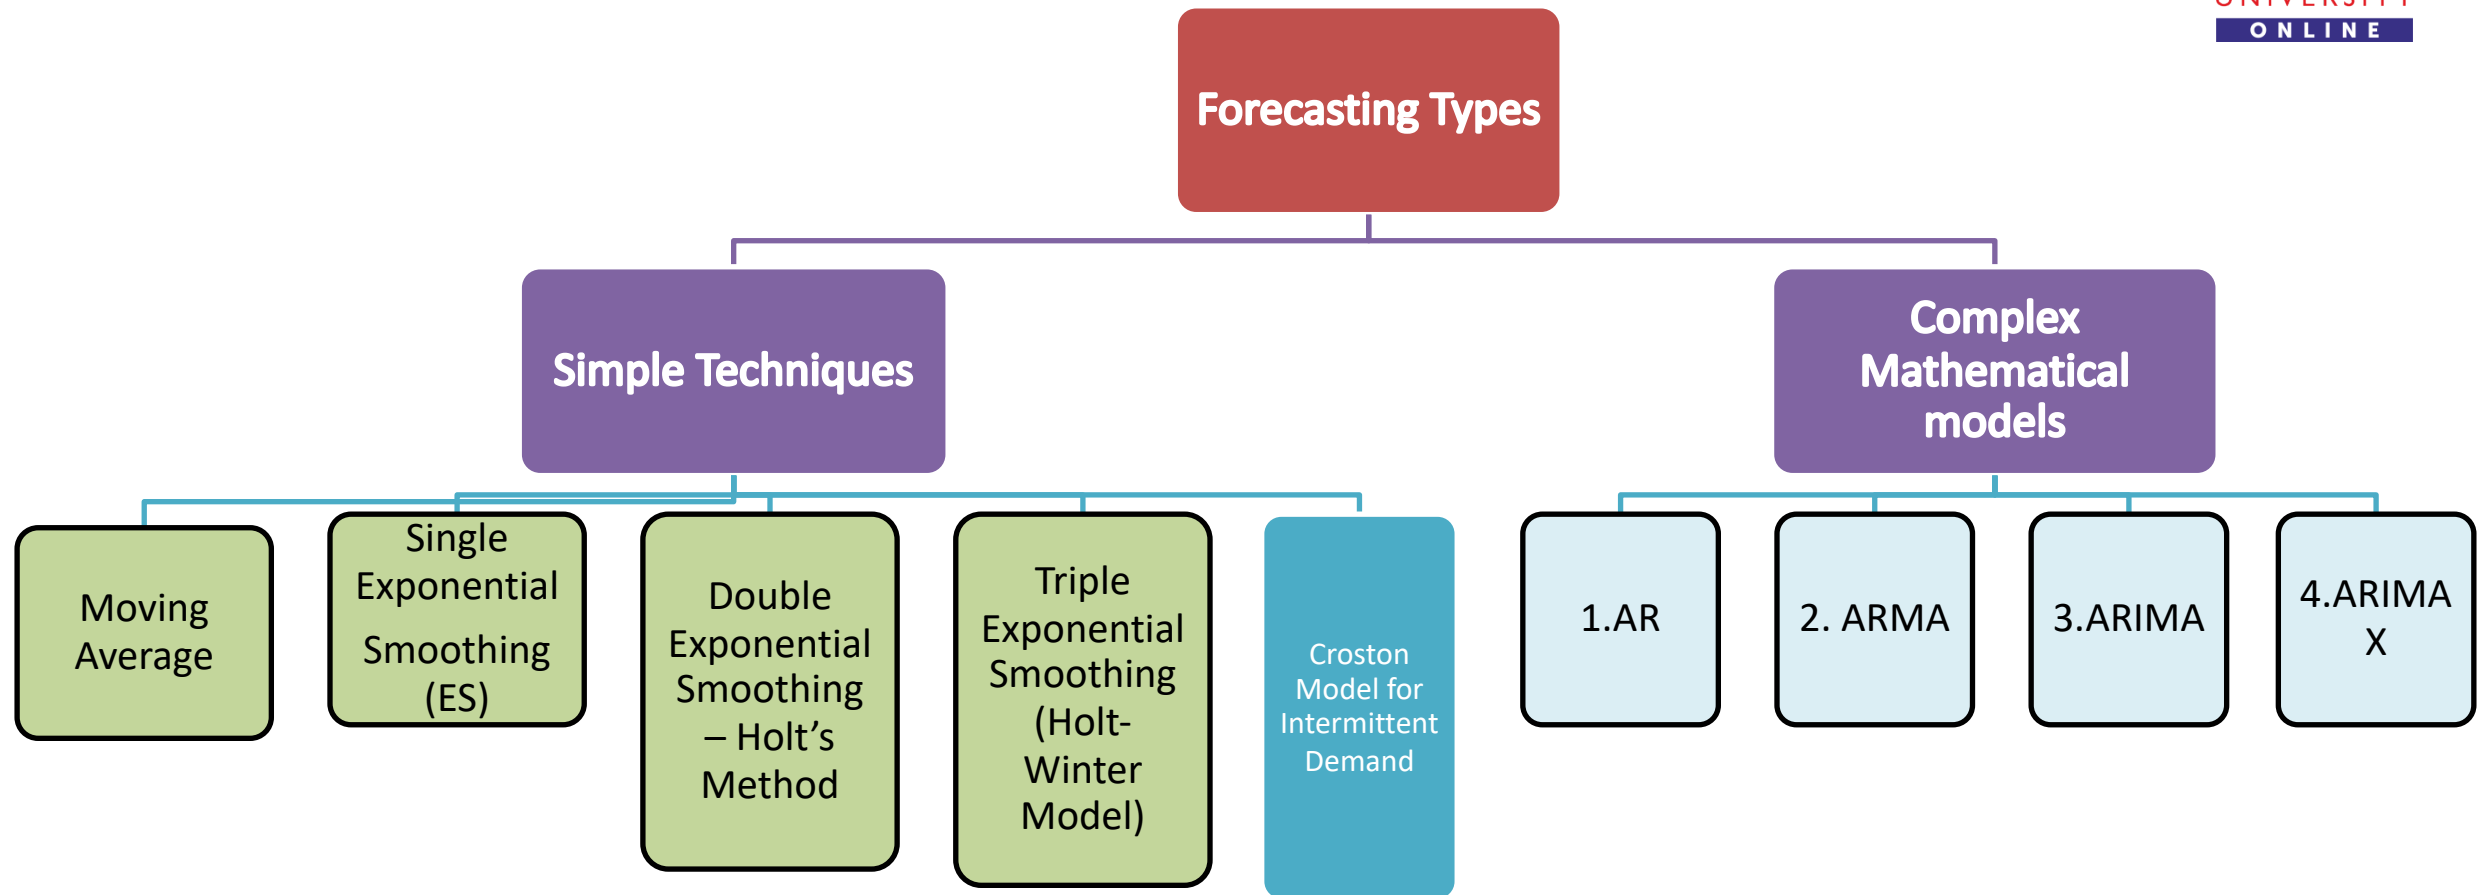 UNIVERSITY
ONLINE
Forecasting Types
Simple Techniques
Complex
Mathematical
models
Moving
Average
Single
Exponential
Smoothing
(ES)
Double
Exponential
Smoothing
– Holt’s
Method
Triple
Exponential
Smoothing
(Holt-
Winter
Model)
Croston
Model for
Intermittent
Demand
1.AR
2. ARMA
3.ARIMA
4.ARIMA
X